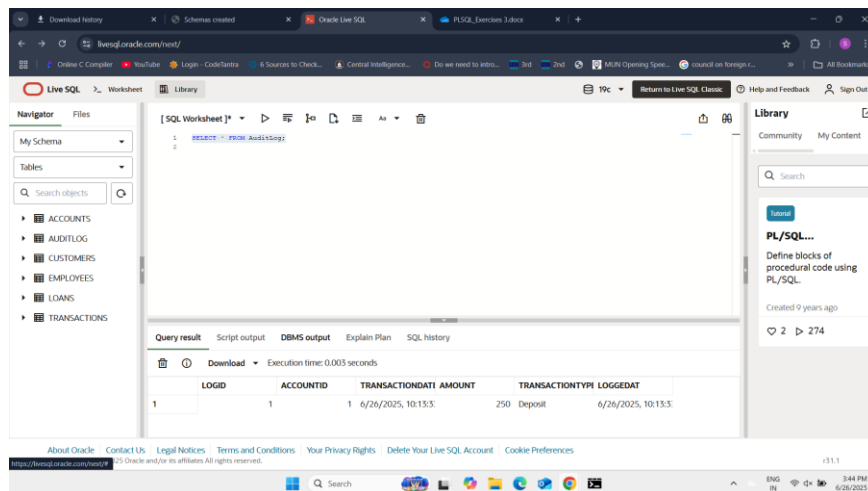 Download history
Schemas created
Oracle Live SQL
PLSQL_Exercises 3.docx
livesql.oracle.com/next/
Online C Compiler
YouTube
Login - CodeTantra
6 Sources to Check...
Central Intelligence...
Do we need to intro...
3rd
2nd
MUN Opening Spee...
council on foreign r...
All Bookmarks
Live SQL
Worksheet
Library
19c
Return to Live SQL Classic
Help and Feedback
Sign Out
Navigator
Files
My Schema
Tables
Search objects
ACCOUNTS
AUDITLOG
CUSTOMERS
EMPLOYEES
LOANS
TRANSACTIONS
[ SQL Worksheet ]*
Aa
1 SELECT * FROM AuditLog;
2
Library
Community
My Content
Search
Tutorial
PL/SQL...
Define blocks of
procedural code using
PL/SQL.
Created 9 years ago
2
274
Query result
Script output
DBMS output
Explain Plan
SQL history
Download
Execution time: 0.003 seconds
LOGID ACCOUNTID TRANSACTIONDATI AMOUNT TRANSACTIONTYPI LOGGEDAT
1 1 1 6/26/2025, 10:13:3 250 Deposit 6/26/2025, 10:13:3
About Oracle
Contact Us
Legal Notices
Terms and Conditions
Your Privacy Rights
Delete Your Live SQL Account
Cookie Preferences
https://livesql.oracle.com/next/#
25 Oracle and/or its affiliates All rights reserved.
r31.1
Search
ENG
IN
3:44 PM